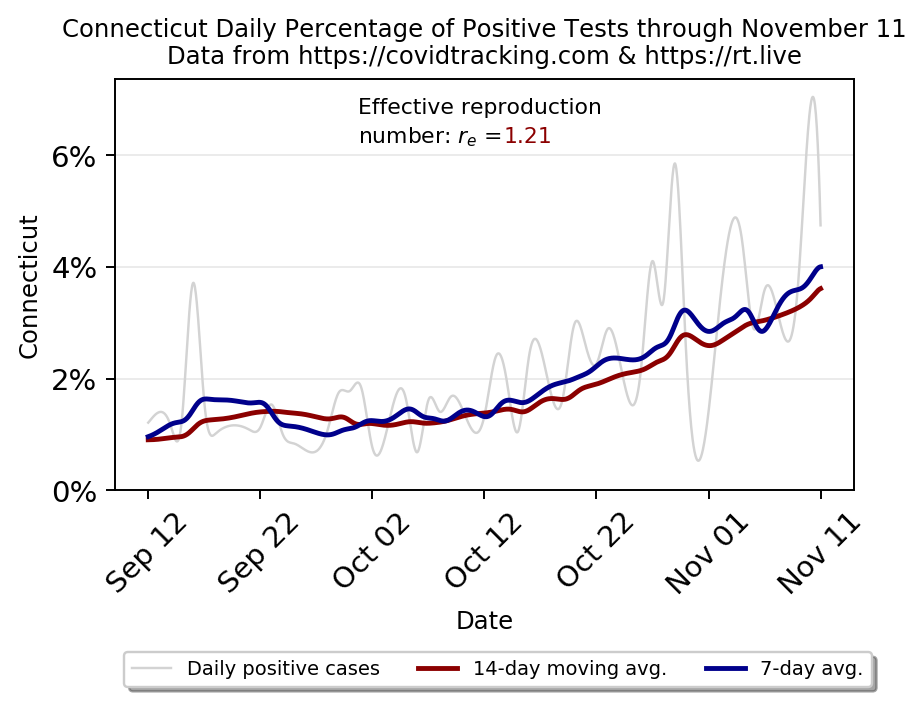 Connecticut Daily Percentage of Positive Tests through November 11
Data from https://covidtracking.com & https://rt.live
Effective reproduction
number: rₑ =1.21
6%
4%
2%
0%
Connecticut
Sep 12
Sep 22
Oct 02
Oct 12
Oct 22
Nov 01
Nov 11
Date
Daily positive cases
14-day moving avg.
7-day avg.